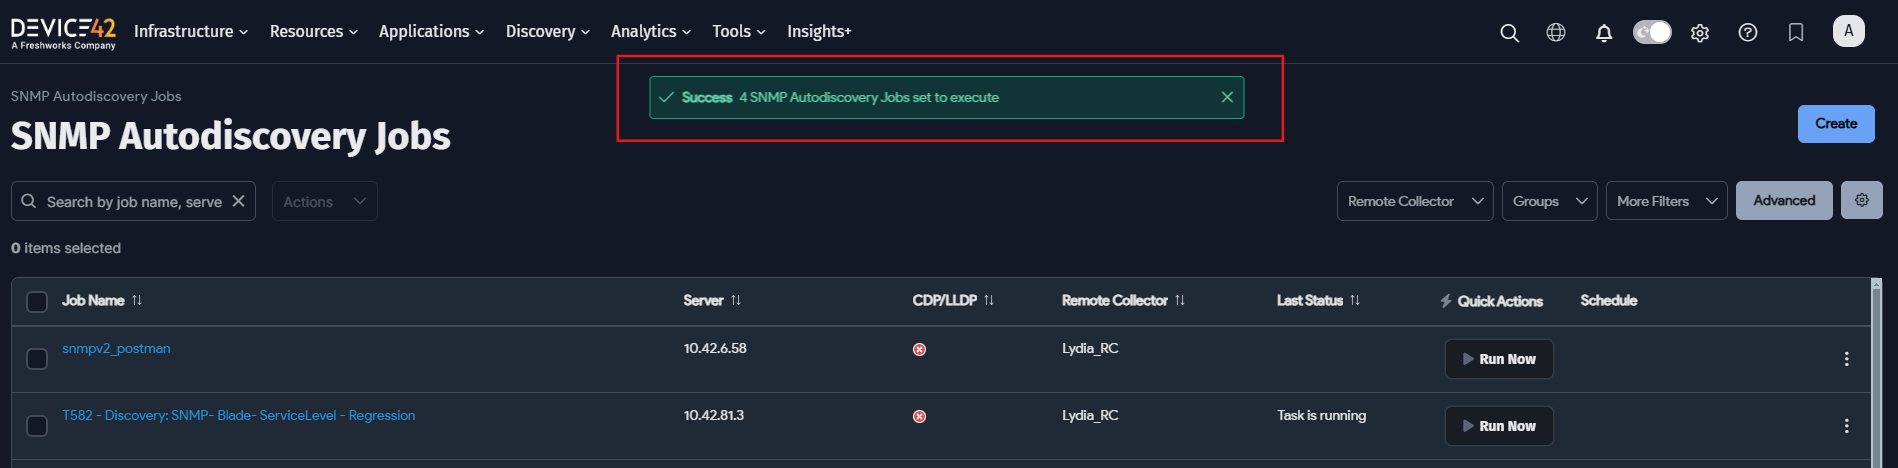 DEVICE42
A Freshworks Company
Infrastructure Resources Applications Discovery Analytics Tools Insights+
A
SNMP Autodiscovery Jobs
Success 4 SNMP Autodiscovery Jobs set to execute
SNMP Autodiscovery Jobs
Create
Search by job name, serve Actions Remote Collector Groups More Filters Advanced
0 items selected
Job Name Server CDP/LLDP Remote Collector Last Status Quick Actions Schedule
snmpv2_postman 10.42.6.58 Lydia_RC Run Now
T582 - Discovery: SNMP- Blade- ServiceLevel - Regression 10.42.81.3 Lydia_RC Task is running Run Now